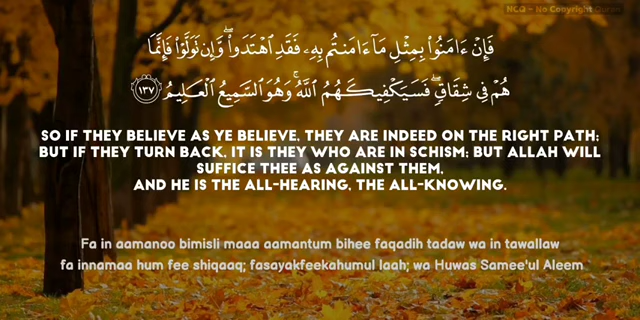 NCQ - No Copyright Quran
فَإِنْ ءَامَنُوا۟ بِمِثْلِ مَآ ءَامَنتُم بِهِۦ فَقَدِ ٱهْتَدَوا۟ ۖ وَّإِن تَوَلَّوْا۟ فَإِنَّمَا
هُمْ فِى شِقَاقٍ ۖ فَسَيَكْفِيكَهُمُ ٱللَّهُ ۚ وَهُوَ ٱلسَّمِيعُ ٱلْعَلِيمُ ١٣٧
SO IF THEY BELIEVE AS YE BELIEVE, THEY ARE INDEED ON THE RIGHT PATH;
BUT IF THEY TURN BACK, IT IS THEY WHO ARE IN SCHISM; BUT ALLAH WILL
SUFFICE THEE AS AGAINST THEM,
AND HE IS THE ALL-HEARING, THE ALL-KNOWING.
Fa in aamanoo bimisli maaa aamantum bihee faqadih tadaw wa in tawallaw
fa innamaa hum fee shiqaaq; fasayakfeekahumul laah; wa Huwas Samee'ul Aleem